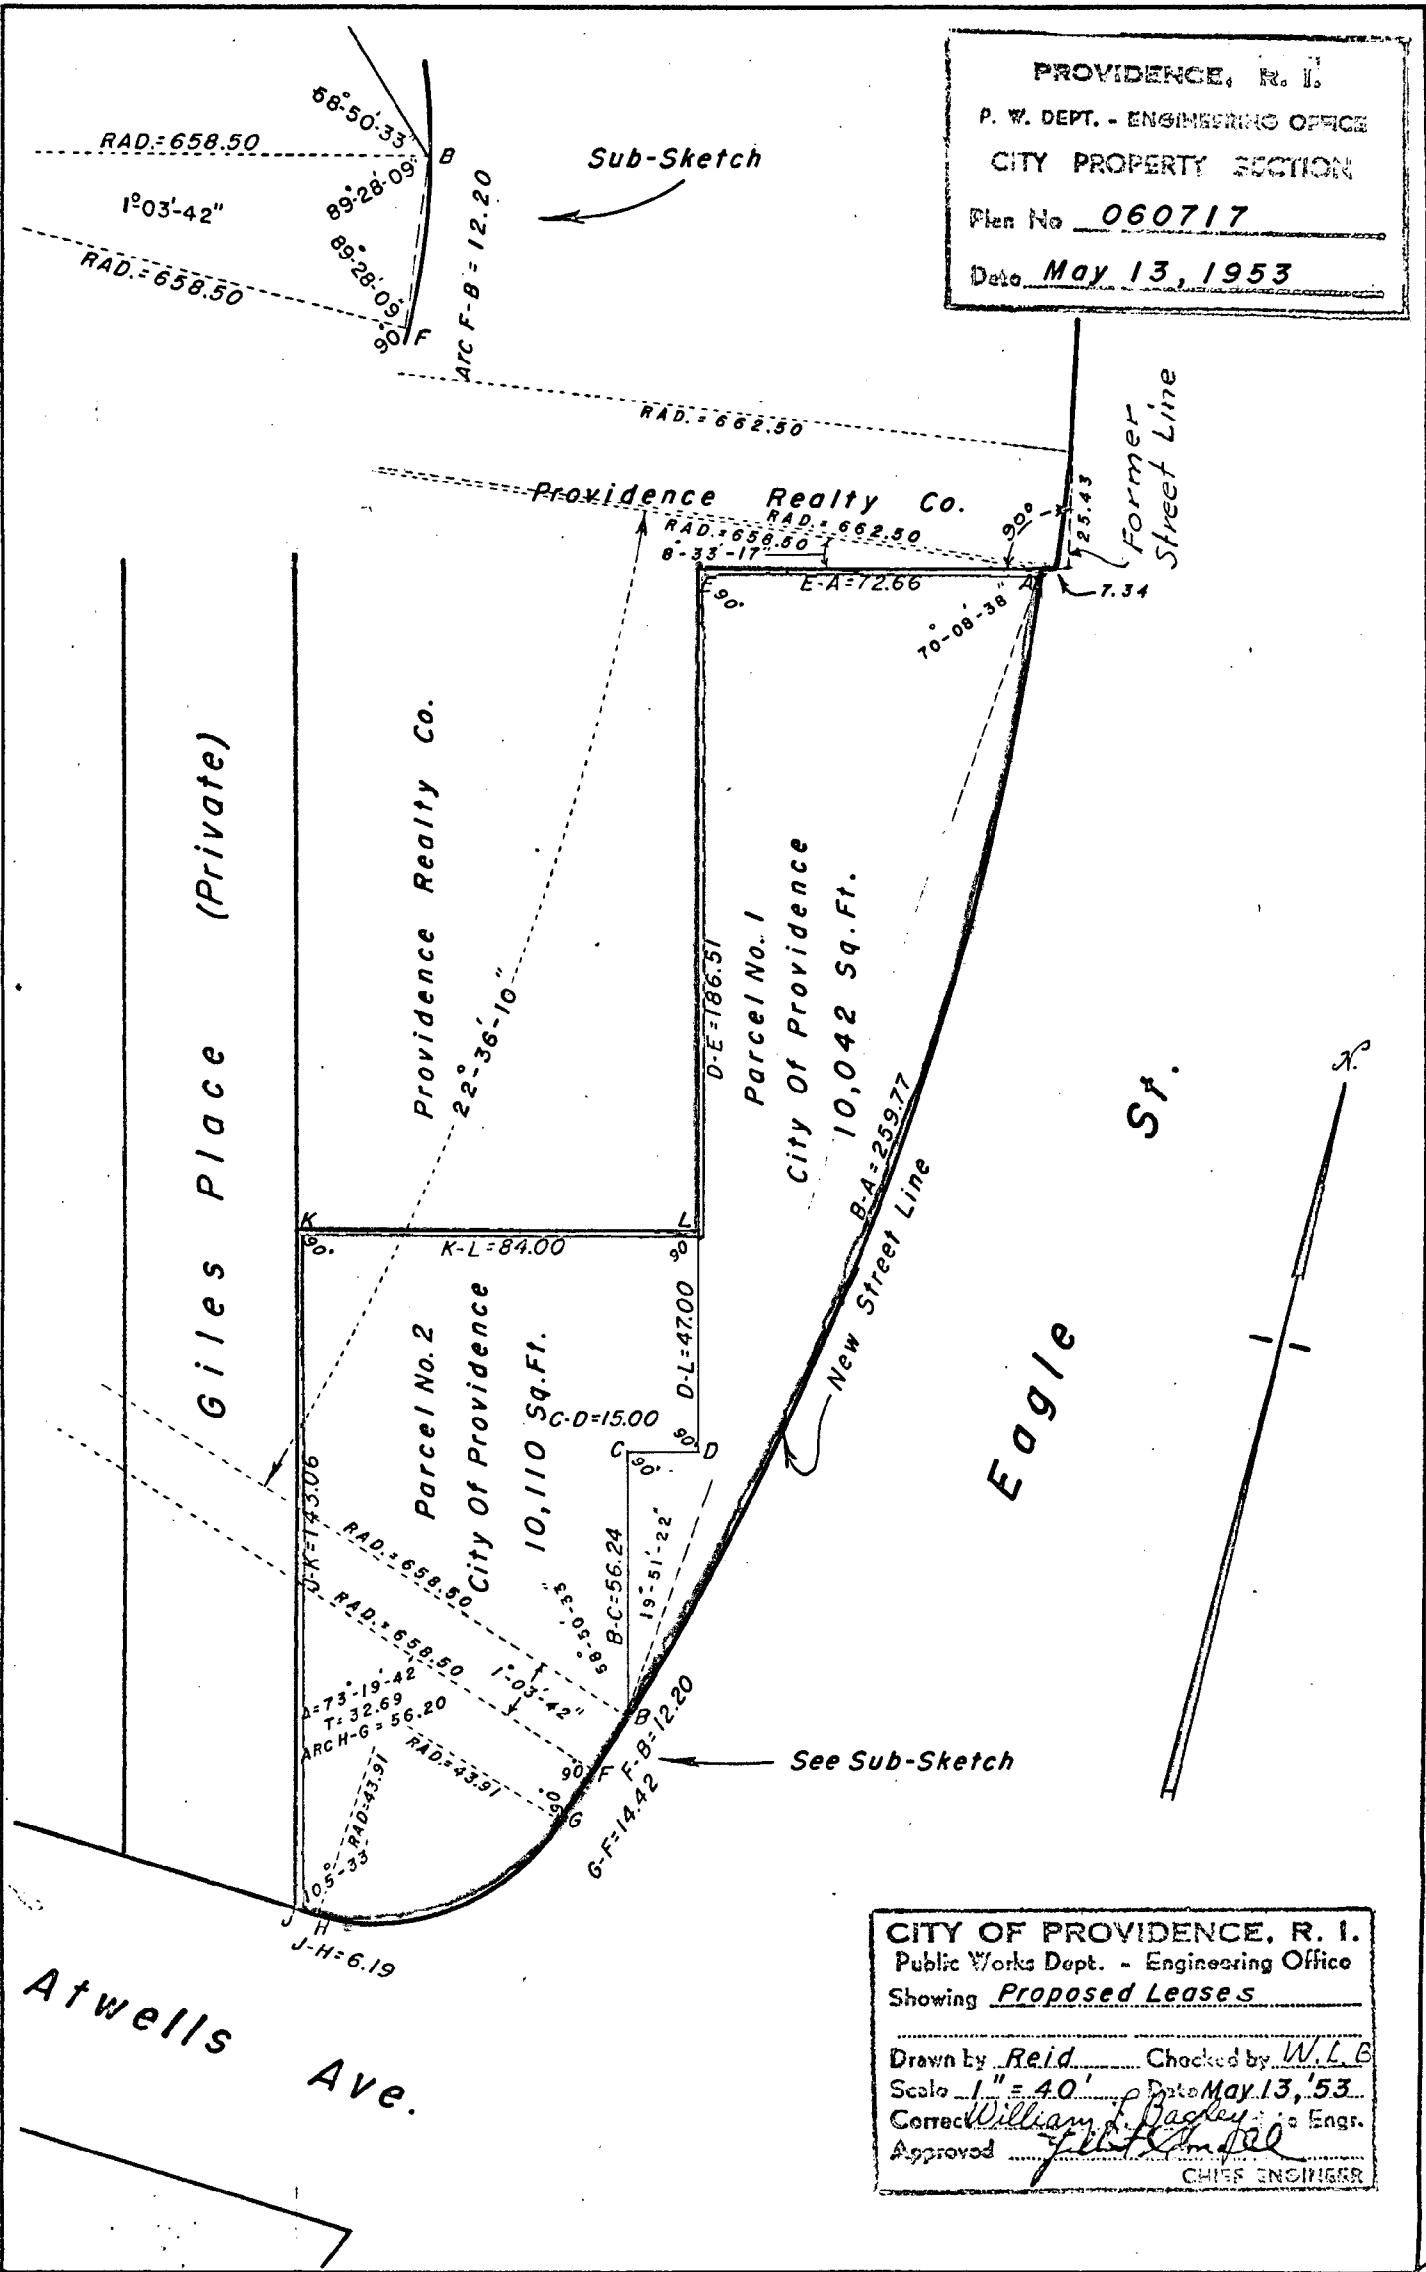 PROVIDENCE, R. I.
P. W. DEPT. - ENGINEERING OFFICE
CITY PROPERTY SECTION
Plan No 060717
Date May 13, 1953
68°-50'-33"
RAD.=658.50
B
89°-28'-09"
1°03'-42"
89°-28'-09"
RAD.=658.50
90°
F
Arc F-B=12.20
Sub-Sketch
RAD.=662.50
Former
Street Line
25.43
Providence Realty Co.
RAD.=662.50
RAD.=658.50
8°-33'-17"
90°
E
90°
E-A=72.66
A
7.34
70°-08'-38"
Giles Place (Private)
Providence Realty Co.
22°-36'-10"
D-E=186.51
Parcel No. 1
City Of Providence
10,042 Sq.Ft.
B-A=259.77
New Street Line
Eagle St.
N.
K
90°
K-L=84.00
L
90
D-L=47.00
Parcel No. 2
City Of Providence
10,110 Sq.Ft.
C-D=15.00
90°
C
D
90°
J-K=143.06
B-C=56.24
19°-51'-22"
58°-50'-33"
RAD.=658.50
RAD.=658.50
1°-03'-42"
Δ=73°-19'-42"
T=32.69
ARC H-G=56.20
RAD=43.91
RAD=43.91
B
F-B=12.20
See Sub-Sketch
90°
F
90°
G
G-F=14.42
105°-33'
J
H
J-H=6.19
Atwells Ave.
CITY OF PROVIDENCE, R. I.
Public Works Dept. - Engineering Office
Showing Proposed Leases
Drawn by Reid Checked by W.L.B
Scale 1" = 40' Date May 13, '53
Correct William L. Bagley Engr.
Approved
CHIEF ENGINEER